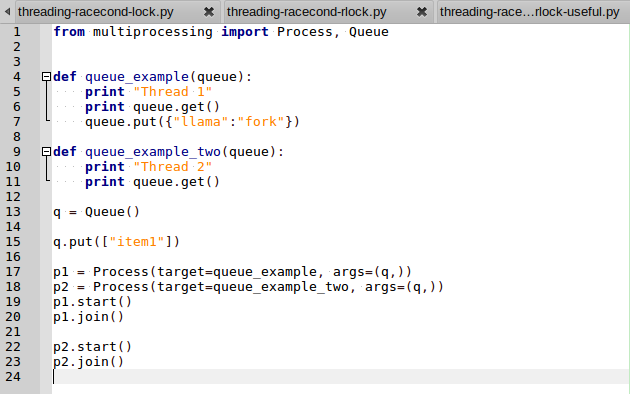 threading-racecond-lock.py threading-racecond-rlock.py threading-race…rlock-useful.py
1 from multiprocessing import Process, Queue
2
3
4 def queue_example(queue):
5 print "Thread 1"
6 print queue.get()
7 queue.put({"llama":"fork"})
8
9 def queue_example_two(queue):
10 print "Thread 2"
11 print queue.get()
12
13 q = Queue()
14
15 q.put(["item1"])
16
17 p1 = Process(target=queue_example, args=(q,))
18 p2 = Process(target=queue_example_two, args=(q,))
19 p1.start()
20 p1.join()
21
22 p2.start()
23 p2.join()
24